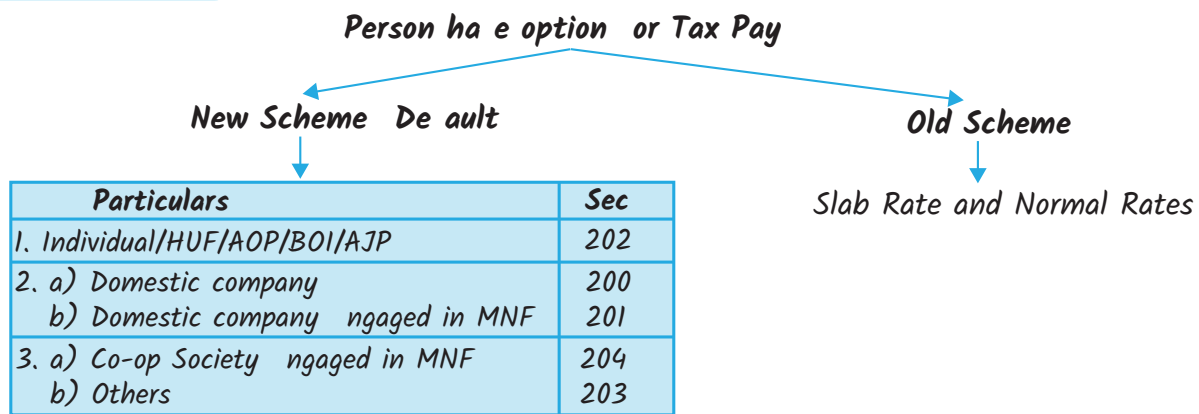 Person ha e option or Tax Pay
New Scheme De ault
Old Scheme
Particulars Sec
1. Individual/HUF/AOP/BOI/AJP 202
2. a) Domestic company 200
b) Domestic company ngaged in MNF 201
3. a) Co-op Society ngaged in MNF 204
b) Others 203
Slab Rate and Normal Rates